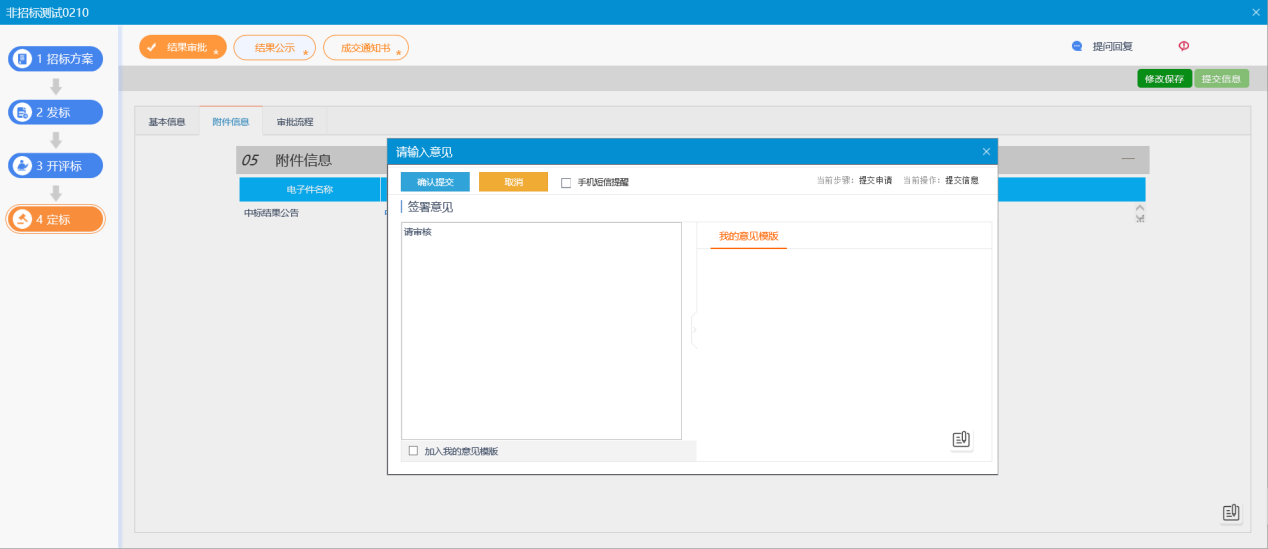 非招标测试0210
1 招标方案
2 发标
3 开评标
4 定标
结果审批
结果公示
成交通知书
提问回复
修改保存
提交信息
基本信息
附件信息
审批流程
05 附件信息
电子件名称
中标结果公告
请输入意见
确认提交
取消
手机短信提醒
当前步骤：提交申请 当前操作：提交信息
签署意见
请审核
我的意见模版
加入我的意见模版